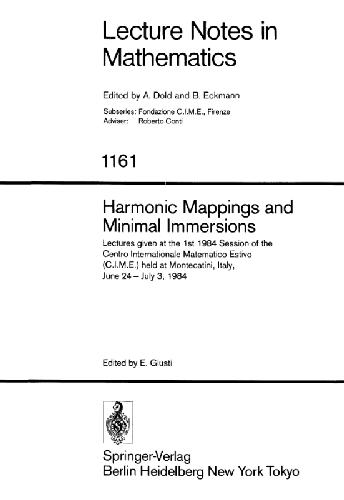 Lecture Notes in
Mathematics
Edited by A. Dold and B. Eckmann
Subseries: Fondazione C.I.M.E., Firenze
Adviser: Roberto Conti
1161
Harmonic Mappings and
Minimal Immersions
Lectures given at the 1st 1984 Session of the
Centro Internationale Matematico Estivo
(C.I.M.E.) held at Montecatini, Italy,
June 24 – July 3, 1984
Edited by E. Giusti
Springer-Verlag
Berlin Heidelberg New York Tokyo